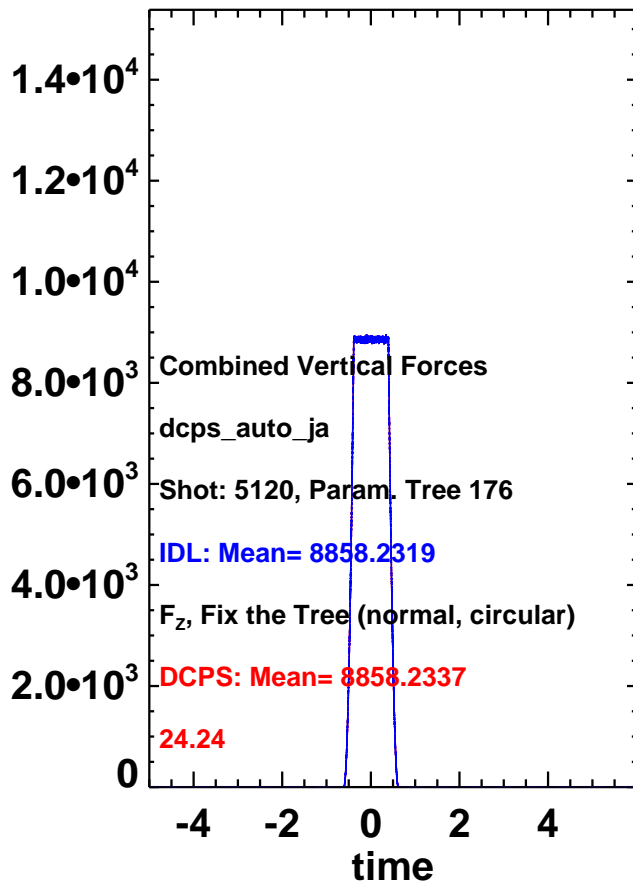 1.4•10⁴
1.2•10⁴
1.0•10⁴
8.0•10³
6.0•10³
4.0•10³
2.0•10³
0
Combined Vertical Forces
dcps_auto_ja
Shot: 5120, Param. Tree 176
IDL: Mean= 8858.2319
F_Z, Fix the Tree (normal, circular)
DCPS: Mean= 8858.2337
24.24
-4 -2 0 2 4
time